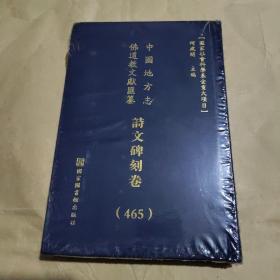 【國家社會科學基金重大項目】
何建明 主編
中國地方志
佛道教文獻匯纂
詩文碑刻卷
(465)
國家圖書館出版社